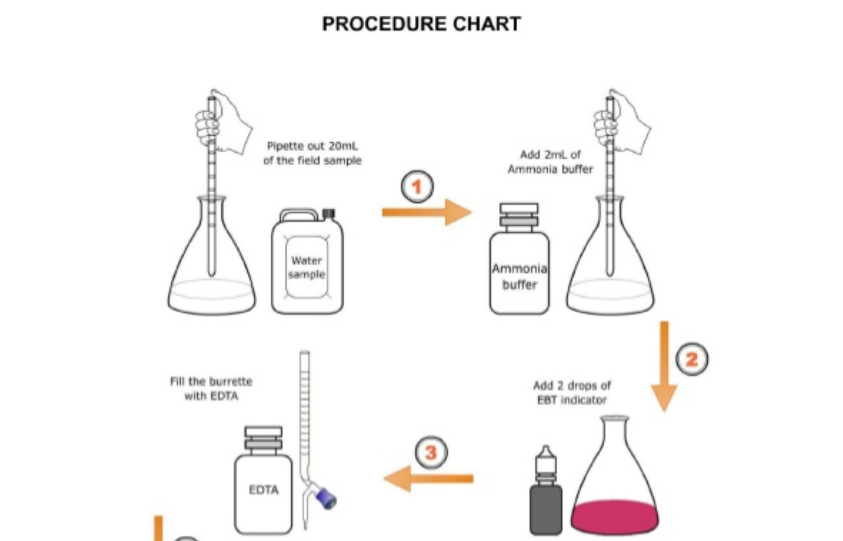 PROCEDURE CHART
Pipette out 20mL
of the field sample
1
Water
sample
Add 2mL of
Ammonia buffer
Ammonia
buffer
2
Add 2 drops of
EBT indicator
3
Fill the burrette
with EDTA
EDTA